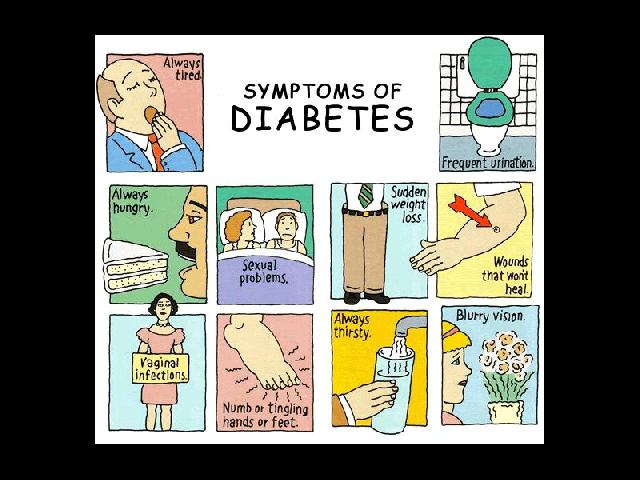 Always
tired.
SYMPTOMS OF
DIABETES
Frequent urination.
Always
hungry.
Sexual
problems.
Sudden
weight
loss.
Wounds
that won't
heal.
Vaginal
infections.
Numb or tingling
hands or feet.
Always
thirsty.
Blurry vision.